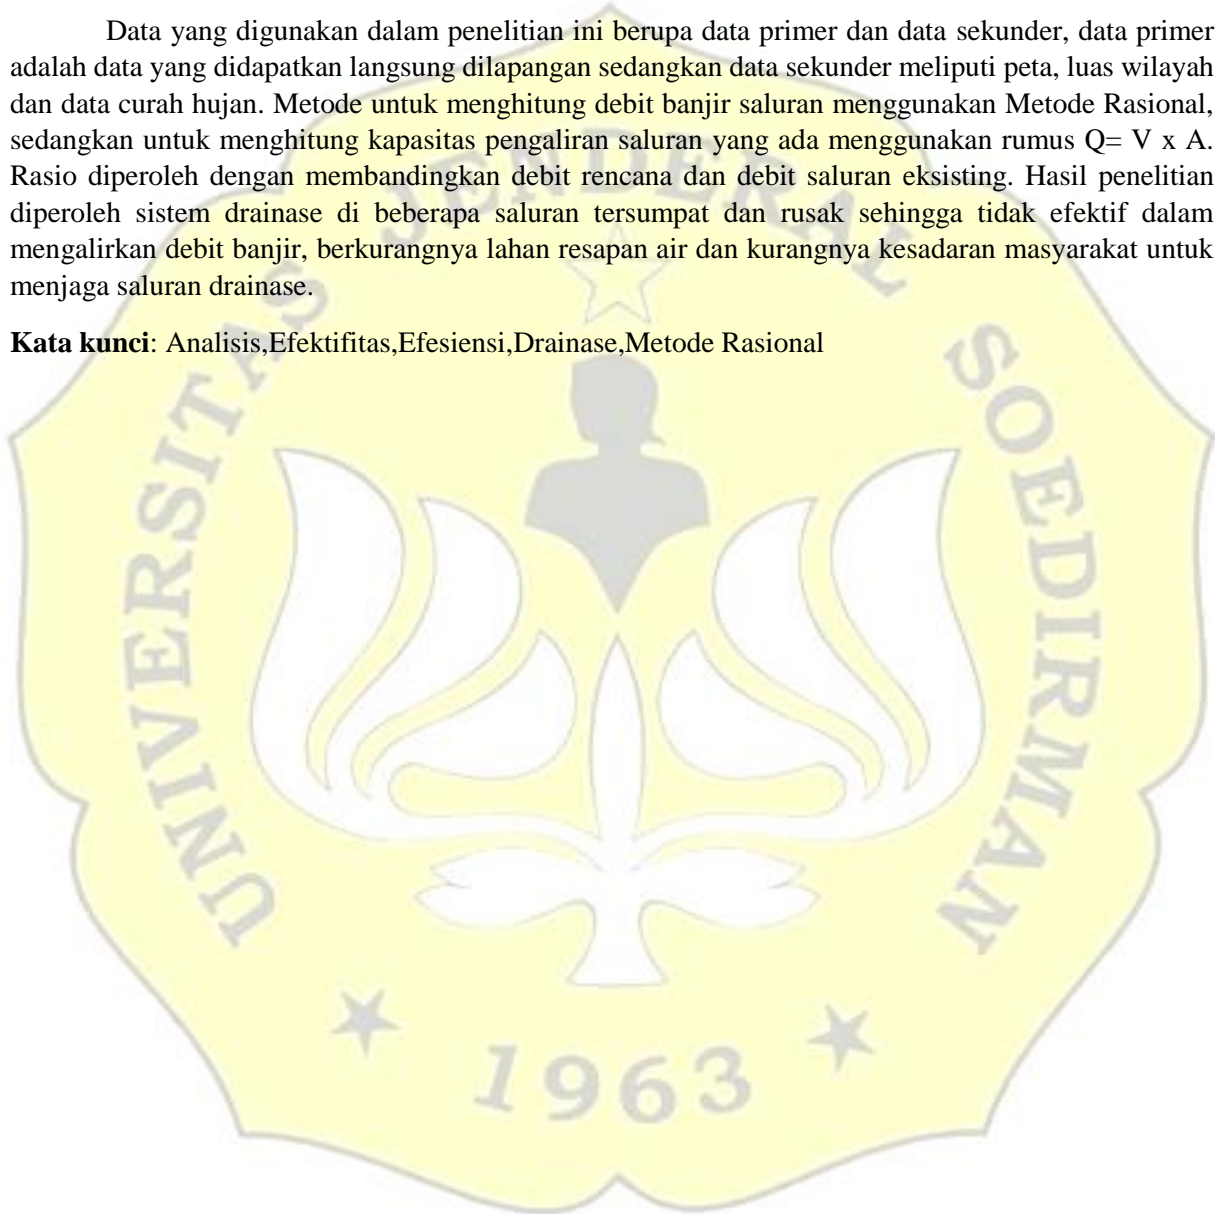 Data yang digunakan dalam penelitian ini berupa data primer dan data sekunder, data primer
adalah data yang didapatkan langsung dilapangan sedangkan data sekunder meliputi peta, luas wilayah
dan data curah hujan. Metode untuk menghitung debit banjir saluran menggunakan Metode Rasional,
sedangkan untuk menghitung kapasitas pengaliran saluran yang ada menggunakan rumus Q= V x A.
Rasio diperoleh dengan membandingkan debit rencana dan debit saluran eksisting. Hasil penelitian
diperoleh sistem drainase di beberapa saluran tersumpat dan rusak sehingga tidak efektif dalam
mengalirkan debit banjir, berkurangnya lahan resapan air dan kurangnya kesadaran masyarakat untuk
menjaga saluran drainase.
Kata kunci: Analisis,Efektifitas,Efesiensi,Drainase,Metode Rasional
UNIVERSITAS JENDERAL SOEDIRMAN
1963